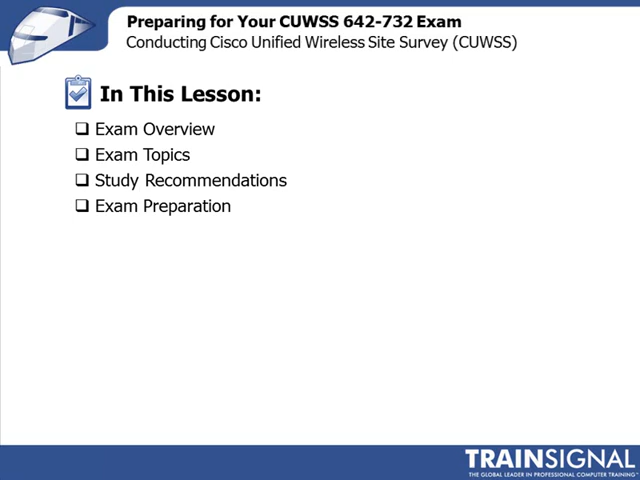 Preparing for Your CUWSS 642-732 Exam
Conducting Cisco Unified Wireless Site Survey (CUWSS)
In This Lesson:
Exam Overview
Exam Topics
Study Recommendations
Exam Preparation
TRAINSIGNAL
THE GLOBAL LEADER IN PROFESSIONAL COMPUTER TRAINING